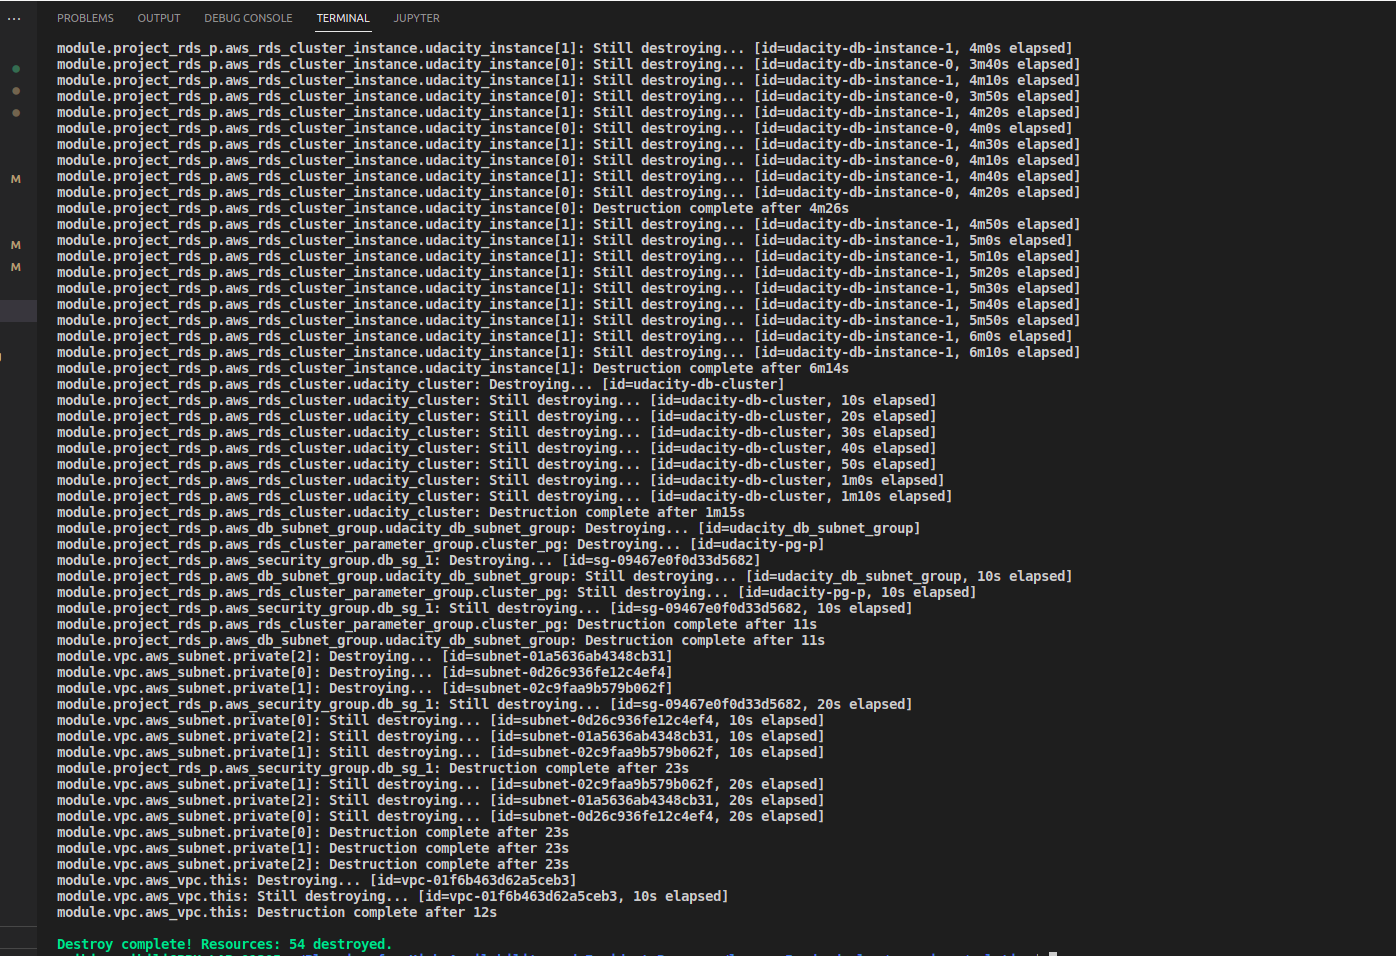 PROBLEMS OUTPUT DEBUG CONSOLE TERMINAL JUPYTER
module.project_rds_p.aws_rds_cluster_instance.udacity_instance[1]: Still destroying... [id=udacity-db-instance-1, 4m0s elapsed]
module.project_rds_p.aws_rds_cluster_instance.udacity_instance[0]: Still destroying... [id=udacity-db-instance-0, 3m40s elapsed]
module.project_rds_p.aws_rds_cluster_instance.udacity_instance[1]: Still destroying... [id=udacity-db-instance-1, 4m10s elapsed]
module.project_rds_p.aws_rds_cluster_instance.udacity_instance[0]: Still destroying... [id=udacity-db-instance-0, 3m50s elapsed]
module.project_rds_p.aws_rds_cluster_instance.udacity_instance[1]: Still destroying... [id=udacity-db-instance-1, 4m20s elapsed]
module.project_rds_p.aws_rds_cluster_instance.udacity_instance[0]: Still destroying... [id=udacity-db-instance-0, 4m0s elapsed]
module.project_rds_p.aws_rds_cluster_instance.udacity_instance[1]: Still destroying... [id=udacity-db-instance-1, 4m30s elapsed]
module.project_rds_p.aws_rds_cluster_instance.udacity_instance[0]: Still destroying... [id=udacity-db-instance-0, 4m10s elapsed]
module.project_rds_p.aws_rds_cluster_instance.udacity_instance[1]: Still destroying... [id=udacity-db-instance-1, 4m40s elapsed]
module.project_rds_p.aws_rds_cluster_instance.udacity_instance[0]: Still destroying... [id=udacity-db-instance-0, 4m20s elapsed]
module.project_rds_p.aws_rds_cluster_instance.udacity_instance[0]: Destruction complete after 4m26s
module.project_rds_p.aws_rds_cluster_instance.udacity_instance[1]: Still destroying... [id=udacity-db-instance-1, 4m50s elapsed]
module.project_rds_p.aws_rds_cluster_instance.udacity_instance[1]: Still destroying... [id=udacity-db-instance-1, 5m0s elapsed]
module.project_rds_p.aws_rds_cluster_instance.udacity_instance[1]: Still destroying... [id=udacity-db-instance-1, 5m10s elapsed]
module.project_rds_p.aws_rds_cluster_instance.udacity_instance[1]: Still destroying... [id=udacity-db-instance-1, 5m20s elapsed]
module.project_rds_p.aws_rds_cluster_instance.udacity_instance[1]: Still destroying... [id=udacity-db-instance-1, 5m30s elapsed]
module.project_rds_p.aws_rds_cluster_instance.udacity_instance[1]: Still destroying... [id=udacity-db-instance-1, 5m40s elapsed]
module.project_rds_p.aws_rds_cluster_instance.udacity_instance[1]: Still destroying... [id=udacity-db-instance-1, 5m50s elapsed]
M module.project_rds_p.aws_rds_cluster_instance.udacity_instance[1]: Still destroying... [id=udacity-db-instance-1, 6m0s elapsed]
module.project_rds_p.aws_rds_cluster_instance.udacity_instance[1]: Still destroying... [id=udacity-db-instance-1, 6m10s elapsed]
module.project_rds_p.aws_rds_cluster_instance.udacity_instance[1]: Destruction complete after 6m14s
module.project_rds_p.aws_rds_cluster.udacity_cluster: Destroying... [id=udacity-db-cluster]
module.project_rds_p.aws_rds_cluster.udacity_cluster: Still destroying... [id=udacity-db-cluster, 10s elapsed]
module.project_rds_p.aws_rds_cluster.udacity_cluster: Still destroying... [id=udacity-db-cluster, 20s elapsed]
module.project_rds_p.aws_rds_cluster.udacity_cluster: Still destroying... [id=udacity-db-cluster, 30s elapsed]
module.project_rds_p.aws_rds_cluster.udacity_cluster: Still destroying... [id=udacity-db-cluster, 40s elapsed]
module.project_rds_p.aws_rds_cluster.udacity_cluster: Still destroying... [id=udacity-db-cluster, 50s elapsed]
module.project_rds_p.aws_rds_cluster.udacity_cluster: Still destroying... [id=udacity-db-cluster, 1m0s elapsed]
module.project_rds_p.aws_rds_cluster.udacity_cluster: Still destroying... [id=udacity-db-cluster, 1m10s elapsed]
module.project_rds_p.aws_rds_cluster.udacity_cluster: Destruction complete after 1m15s
module.project_rds_p.aws_db_subnet_group.udacity_db_subnet_group: Destroying... [id=udacity_db_subnet_group]
module.project_rds_p.aws_rds_cluster_parameter_group.cluster_pg: Destroying... [id=udacity-pg-p]
module.project_rds_p.aws_security_group.db_sg_1: Destroying... [id=sg-09467e0f0d33d5682]
module.project_rds_p.aws_db_subnet_group.udacity_db_subnet_group: Still destroying... [id=udacity_db_subnet_group, 10s elapsed]
module.project_rds_p.aws_rds_cluster_parameter_group.cluster_pg: Still destroying... [id=udacity-pg-p, 10s elapsed]
module.project_rds_p.aws_security_group.db_sg_1: Still destroying... [id=sg-09467e0f0d33d5682, 10s elapsed]
module.project_rds_p.aws_rds_cluster_parameter_group.cluster_pg: Destruction complete after 11s
module.project_rds_p.aws_db_subnet_group.udacity_db_subnet_group: Destruction complete after 11s
module.vpc.aws_subnet.private[2]: Destroying... [id=subnet-01a5636ab4348cb31]
module.vpc.aws_subnet.private[0]: Destroying... [id=subnet-0d26c936fe12c4ef4]
module.vpc.aws_subnet.private[1]: Destroying... [id=subnet-02c9faa9b579b062f]
module.project_rds_p.aws_security_group.db_sg_1: Still destroying... [id=sg-09467e0f0d33d5682, 20s elapsed]
module.vpc.aws_subnet.private[0]: Still destroying... [id=subnet-0d26c936fe12c4ef4, 10s elapsed]
module.vpc.aws_subnet.private[2]: Still destroying... [id=subnet-01a5636ab4348cb31, 10s elapsed]
module.vpc.aws_subnet.private[1]: Still destroying... [id=subnet-02c9faa9b579b062f, 10s elapsed]
module.project_rds_p.aws_security_group.db_sg_1: Destruction complete after 23s
module.vpc.aws_subnet.private[1]: Still destroying... [id=subnet-02c9faa9b579b062f, 20s elapsed]
module.vpc.aws_subnet.private[2]: Still destroying... [id=subnet-01a5636ab4348cb31, 20s elapsed]
module.vpc.aws_subnet.private[0]: Still destroying... [id=subnet-0d26c936fe12c4ef4, 20s elapsed]
module.vpc.aws_subnet.private[0]: Destruction complete after 23s
module.vpc.aws_subnet.private[1]: Destruction complete after 23s
module.vpc.aws_subnet.private[2]: Destruction complete after 23s
module.vpc.aws_vpc.this: Destroying... [id=vpc-01f6b463d62a5ceb3]
module.vpc.aws_vpc.this: Still destroying... [id=vpc-01f6b463d62a5ceb3, 10s elapsed]
module.vpc.aws_vpc.this: Destruction complete after 12s
Destroy complete! Resources: 54 destroyed.
M
M
M